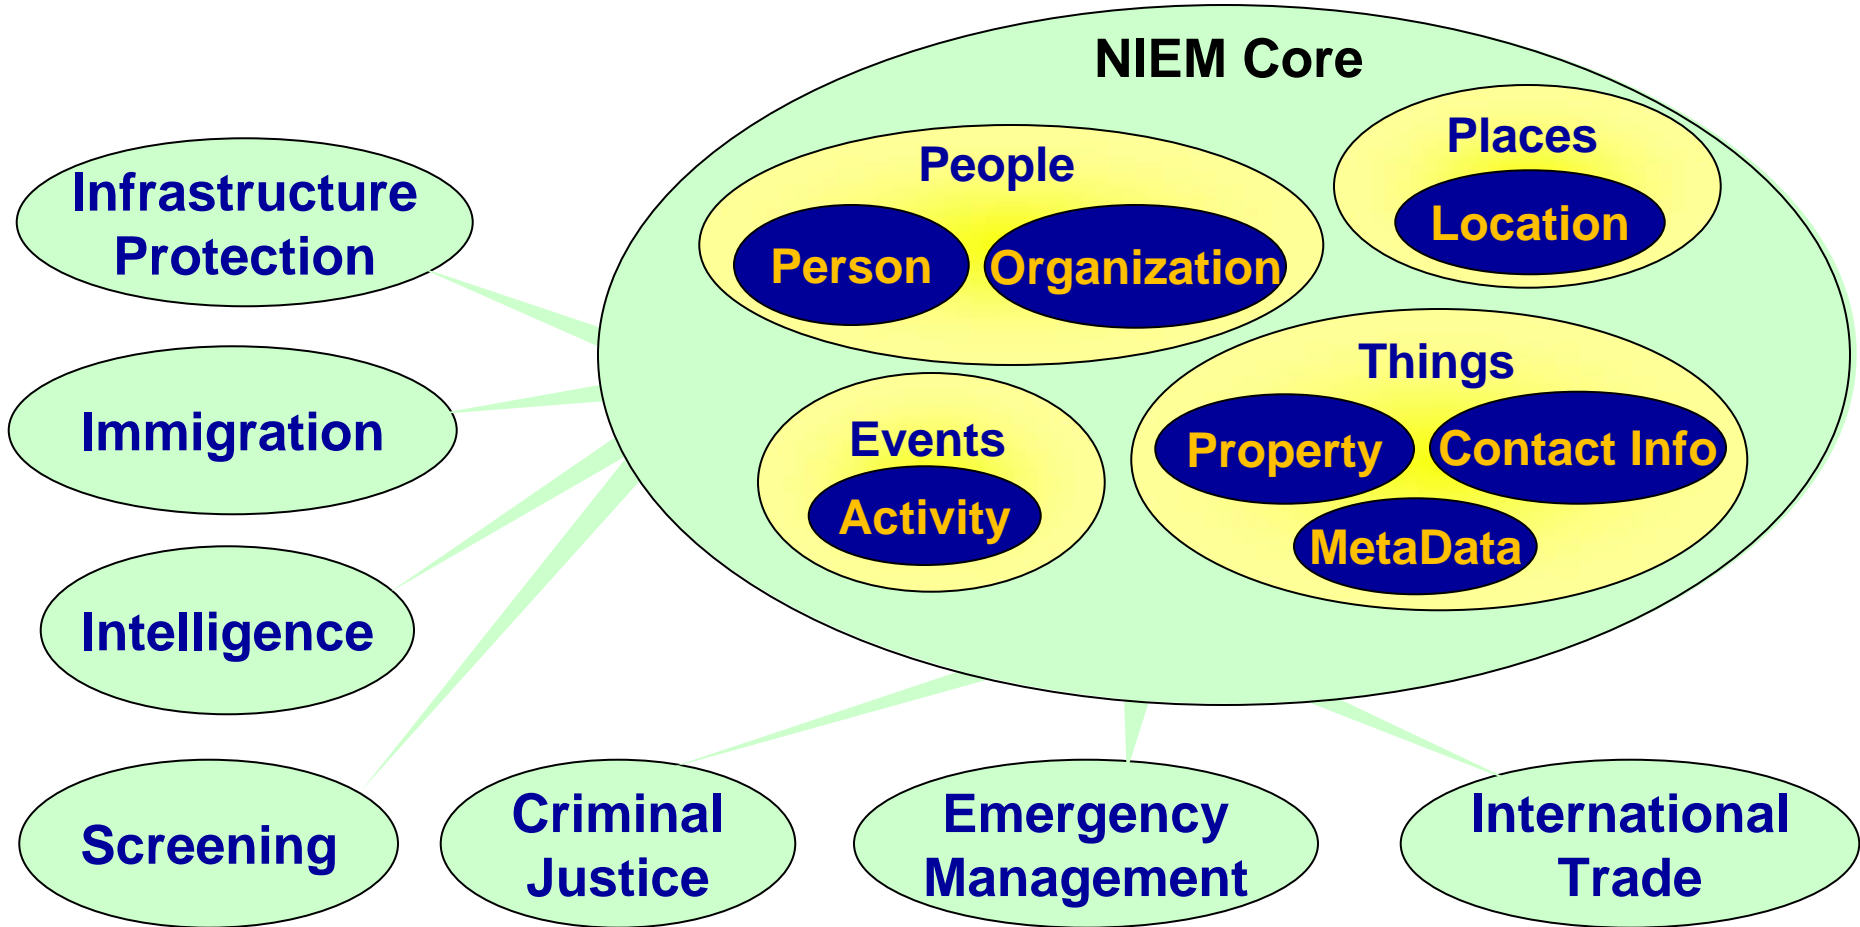 NIEM Core
People
Person
Organization
Places
Location
Events
Activity
Things
Property
Contact Info
MetaData
Infrastructure
Protection
Immigration
Intelligence
Screening
Criminal
Justice
Emergency
Management
International
Trade